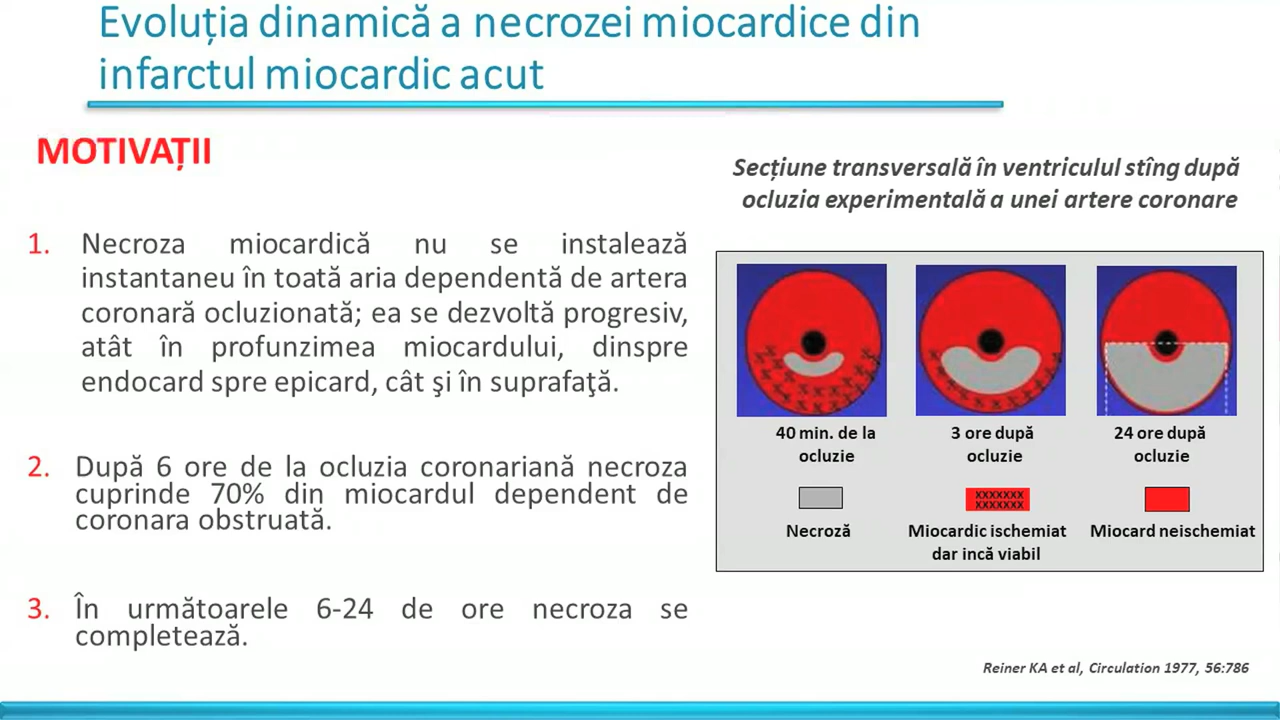 Evoluția dinamică a necrozei miocardice din
infarctul miocardic acut
MOTIVAȚII
1. Necroza miocardică nu se instalează
instantaneu în toată aria dependentă de artera
coronară ocluzionată; ea se dezvoltă progresiv,
atât în profunzimea miocardului, dinspre
endocard spre epicard, cât şi în suprafaţă.
2. După 6 ore de la ocluzia coronariană necroza
cuprinde 70% din miocardul dependent de
coronara obstruată.
3. În următoarele 6-24 de ore necroza se
completează.
Secțiune transversală în ventriculul stîng după
ocluzia experimentală a unei artere coronare
40 min. de la
ocluzie
3 ore după
ocluzie
24 ore după
ocluzie
XXXXXXX
XXXXXXX
Necroză
Miocardic ischemiat
dar incă viabil
Miocard neischemiat
Reiner KA et al, Circulation 1977, 56:786